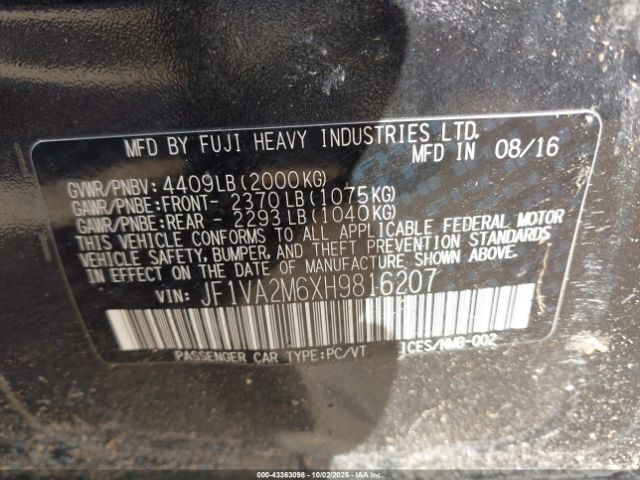 MFD BY FUJI HEAVY INDUSTRIES LTD.
MFD IN 08/16
GVWR/PNBV: 4409LB(2000KG)
GAWR/PNBE:FRONT- 2370LB(1075KG)
GAWR/PNBE:REAR - 2293LB(1040KG)
THIS VEHICLE CONFORMS TO ALL APPLICABLE FEDERAL MOTOR
VEHICLE SAFETY, BUMPER, AND THEFT PREVENTION STANDARDS
IN EFFECT ON THE DATE OF MANUFACTURE SHOWN ABOVE.
VIN: JF1VA2M6XH9816207
PASSENGER CAR TYPE:PC/VT ICES/NMB-002
000-43363098 - 10/02/2025 - IAA Inc.